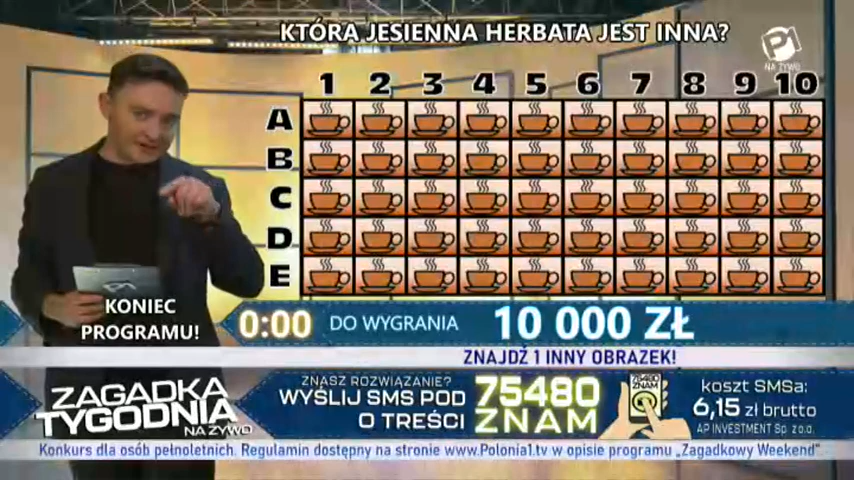 KTÓRA JESIENNA HERBATA JEST INNA?
P1
NA ŻYWO
1 2 3 4 5 6 7 8 9 10
A
B
C
D
E
KONIEC
PROGRAMU!
0:00 DO WYGRANIA 10 000 ZŁ
ZNAJDŹ 1 INNY OBRAZEK!
ZAGADKA
TYGODNIA
NA ŻYWO
ZNASZ ROZWIĄZANIE?
WYŚLIJ SMS POD
O TREŚCI
75480
ZNAM
75480
ZNAM
koszt SMSa:
6,15 zł brutto
AP INVESTMENT Sp. z o.o.
Konkurs dla osób pełnoletnich. Regulamin dostępny na stronie www.Polonia1.tv w opisie programu „Zagadkowy Weekend"